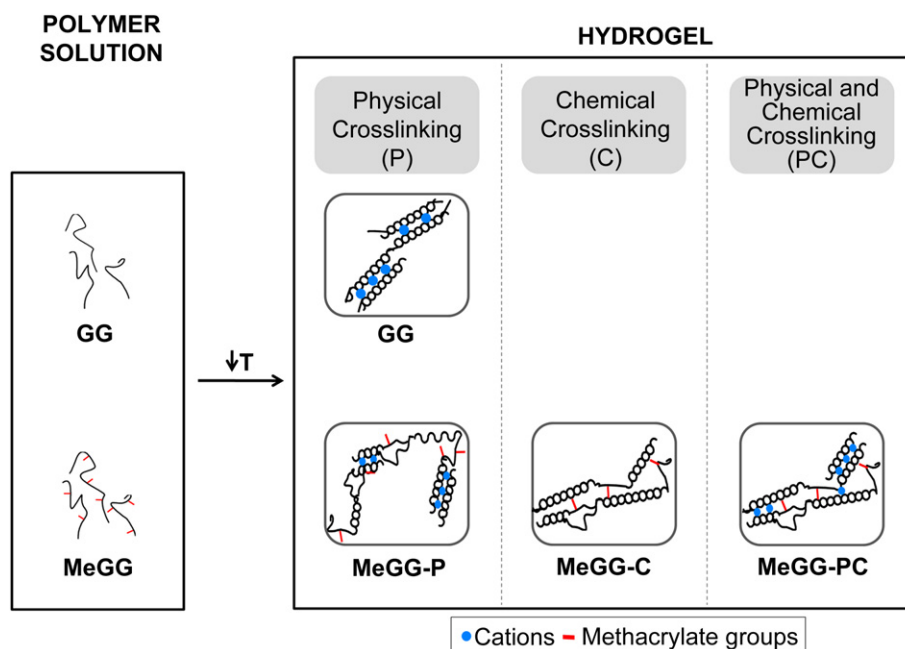 POLYMER
SOLUTION
HYDROGEL
Physical
Crosslinking
(P)
Chemical
Crosslinking
(C)
Physical and
Chemical
Crosslinking
(PC)
GG
GG
↓T
MeGG
MeGG-P
MeGG-C
MeGG-PC
Cations
Methacrylate groups